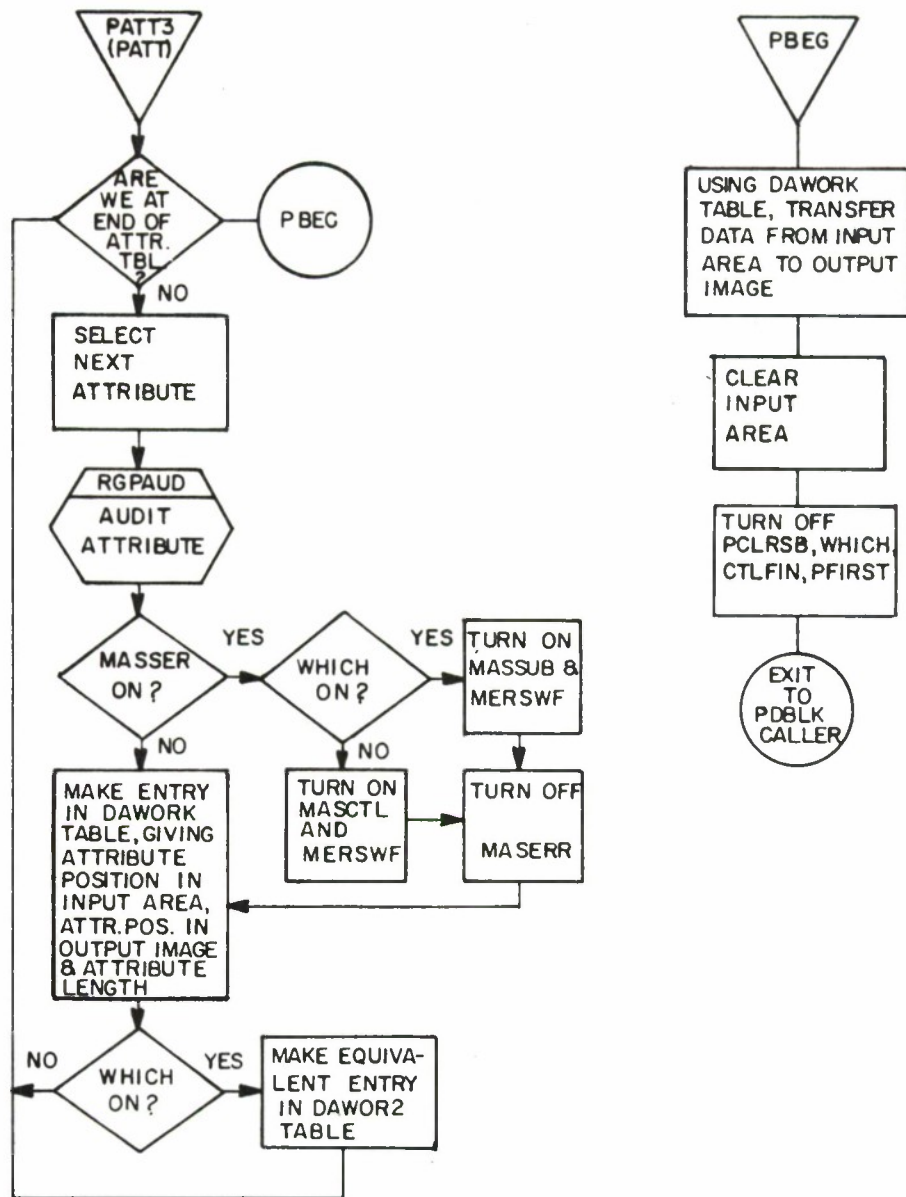 PATT3
(PATT)
ARE
WE AT
END OF
ATTR.
TBL.
?
PBEG
NO
SELECT
NEXT
ATTRIBUTE
RGPAUD
AUDIT
ATTRIBUTE
MASSER
ON?
YES
NO
WHICH
ON?
YES
NO
TURN ON
MASSUB &
MERSWF
TURN ON
MASCTL
AND
MERSWF
TURN OFF
MASERR
MAKE ENTRY
IN DAWORK
TABLE, GIVING
ATTRIBUTE
POSITION IN
INPUT AREA,
ATTR. POS. IN
OUTPUT IMAGE
& ATTRIBUTE
LENGTH
NO
WHICH
ON?
YES
MAKE EQUIVA-
LENT ENTRY
IN DAWOR2
TABLE
PBEG
USING DAWORK
TABLE, TRANSFER
DATA FROM INPUT
AREA TO OUTPUT
IMAGE
CLEAR
INPUT
AREA
TURN OFF
PCLRSB, WHICH,
CTLFIN, PFIRST
EXIT
TO
PDBLK
CALLER